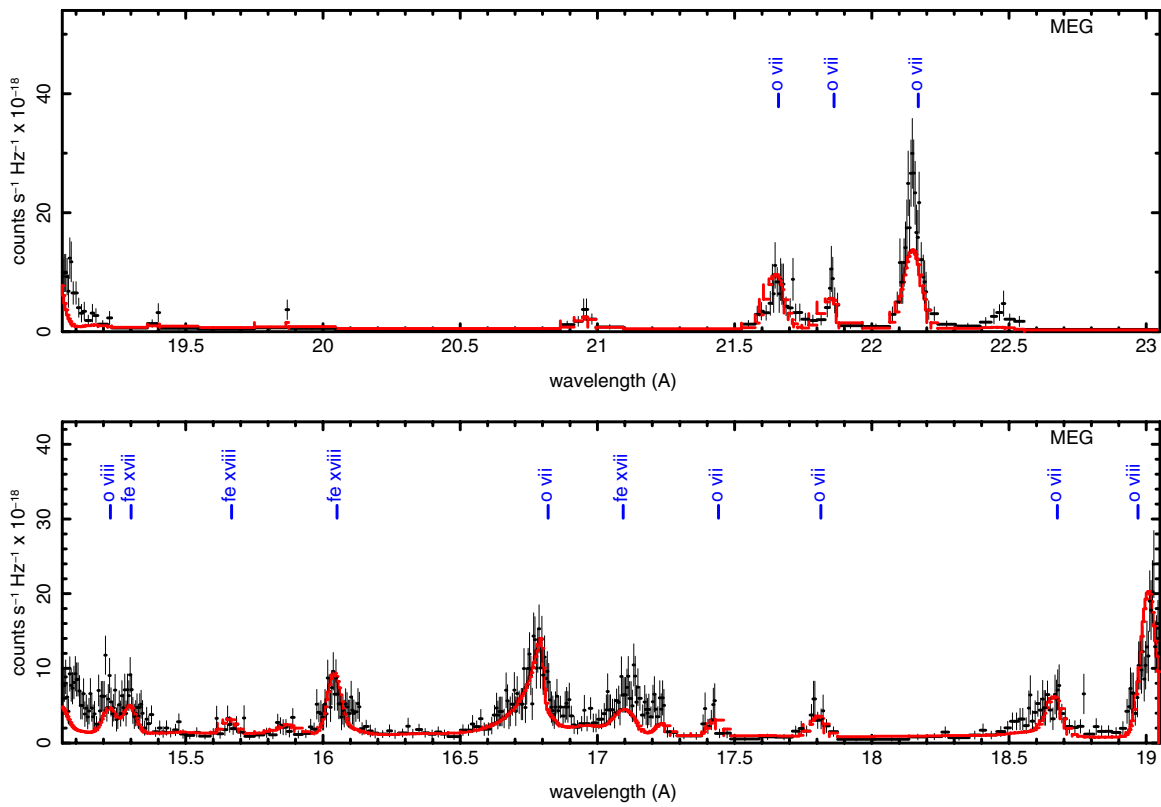 MEG
o vii
o vii
o vii
40
20
0
counts s⁻¹ Hz⁻¹ x 10⁻¹⁸
19.5 20 20.5 21 21.5 22 22.5 23
wavelength (A)
MEG
o viii
fe xvii
fe xviii
fe xviii
o vii
fe xvii
o vii
o vii
o vii
o viii
40
30
20
10
0
counts s⁻¹ Hz⁻¹ x 10⁻¹⁸
15.5 16 16.5 17 17.5 18 18.5 19
wavelength (A)